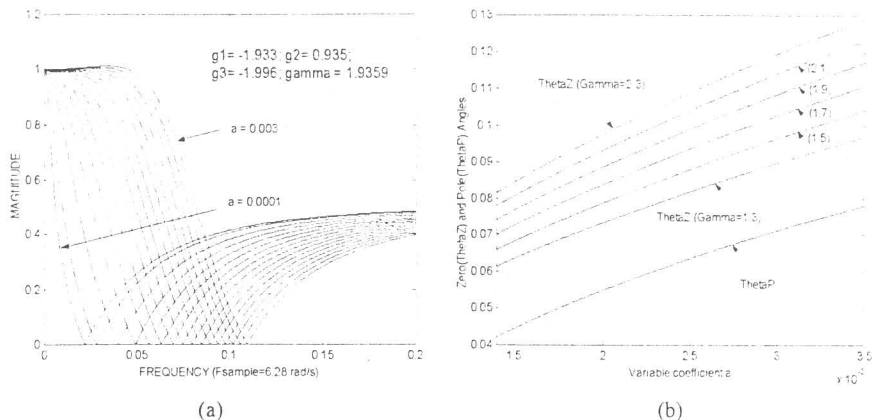 g1= -1.933; g2= 0.935;
g3= -1.996; gamma = 1.9359
a = 0.003
a = 0.0001
MAGNITUDE
1
0.8
0.6
0.4
0.2
0
0
0.05
0.1
0.15
0.2
FREQUENCY (Fsample=6.28 rad/s)
(a)
Zero(ThetaZ) and Pole(ThetaP) Angles
0.13
0.12
0.11
0.1
0.09
0.08
0.07
0.06
0.05
0.04
ThetaZ (Gamma=2.3)
(2.1
(1.9)
(1.7)
(1.5)
ThetaZ (Gamma=1.3)
ThetaP
2
2.5
3
3.5
Variable coefficient a
(b)